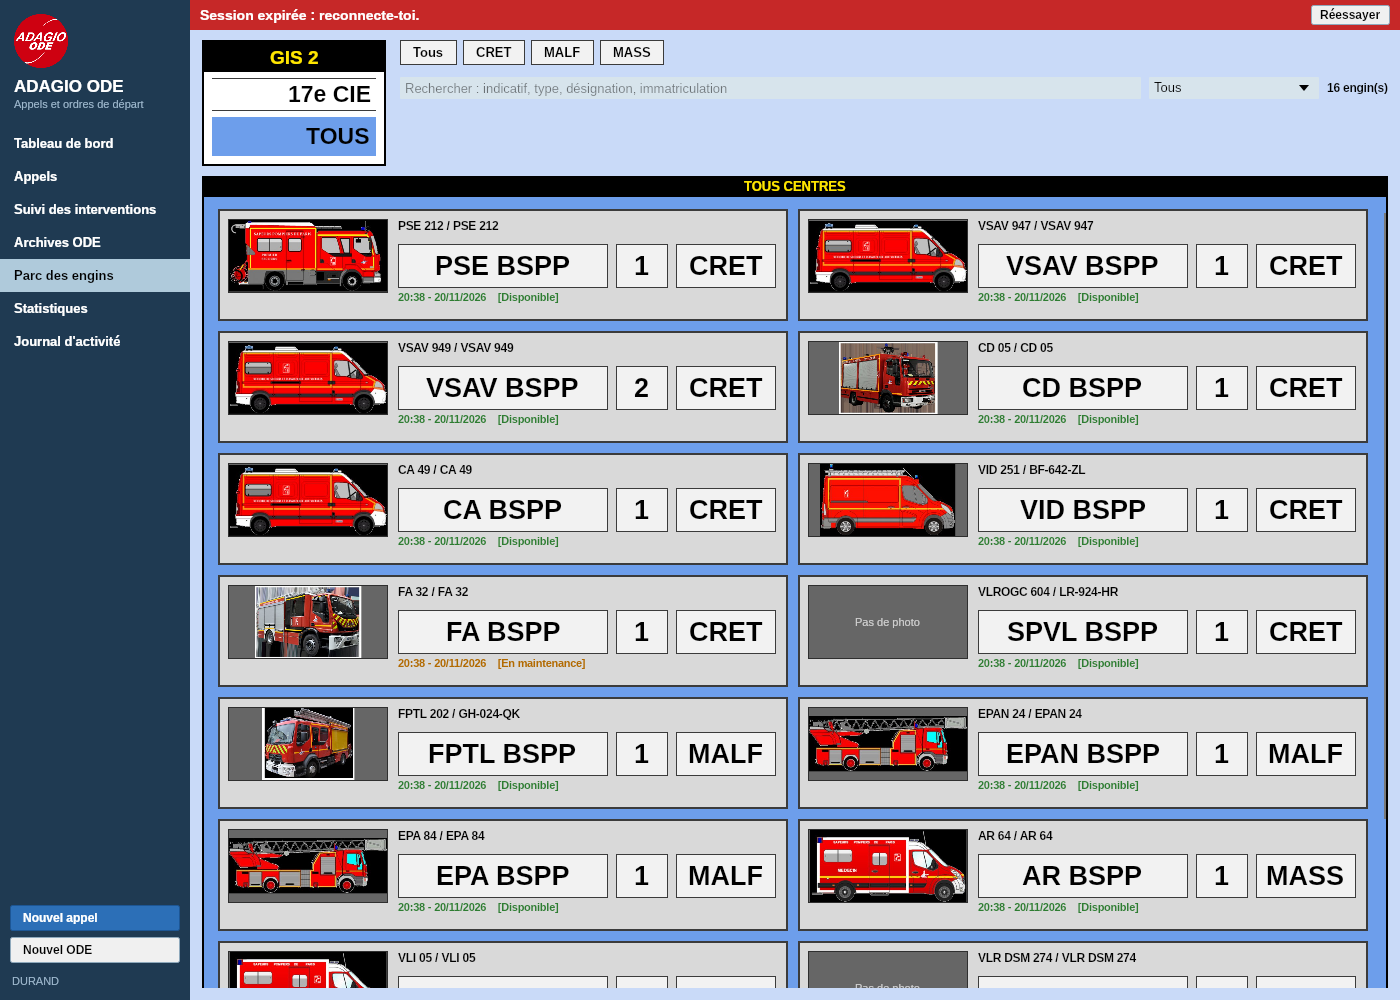 Session expirée : reconnecte-toi.
Réessayer
ADAGIO
ODE
ADAGIO ODE
Appels et ordres de départ
Tableau de bord
Appels
Suivi des interventions
Archives ODE
Parc des engins
Statistiques
Journal d'activité
Nouvel appel
Nouvel ODE
DURAND
GIS 2
17e CIE
TOUS
Tous CRET MALF MASS
Rechercher : indicatif, type, désignation, immatriculation
Tous
16 engin(s)
TOUS CENTRES
PSE 212 / PSE 212
PSE BSPP 1 CRET
20:38 - 20/11/2026 [Disponible]
VSAV 947 / VSAV 947
VSAV BSPP 1 CRET
20:38 - 20/11/2026 [Disponible]
VSAV 949 / VSAV 949
VSAV BSPP 2 CRET
20:38 - 20/11/2026 [Disponible]
CD 05 / CD 05
CD BSPP 1 CRET
20:38 - 20/11/2026 [Disponible]
CA 49 / CA 49
CA BSPP 1 CRET
20:38 - 20/11/2026 [Disponible]
VID 251 / BF-642-ZL
VID BSPP 1 CRET
20:38 - 20/11/2026 [Disponible]
FA 32 / FA 32
FA BSPP 1 CRET
20:38 - 20/11/2026 [En maintenance]
Pas de photo
VLROGC 604 / LR-924-HR
SPVL BSPP 1 CRET
20:38 - 20/11/2026 [Disponible]
FPTL 202 / GH-024-QK
FPTL BSPP 1 MALF
20:38 - 20/11/2026 [Disponible]
EPAN 24 / EPAN 24
EPAN BSPP 1 MALF
20:38 - 20/11/2026 [Disponible]
EPA 84 / EPA 84
EPA BSPP 1 MALF
20:38 - 20/11/2026 [Disponible]
AR 64 / AR 64
AR BSPP 1 MASS
20:38 - 20/11/2026 [Disponible]
VLI 05 / VLI 05
VLR DSM 274 / VLR DSM 274